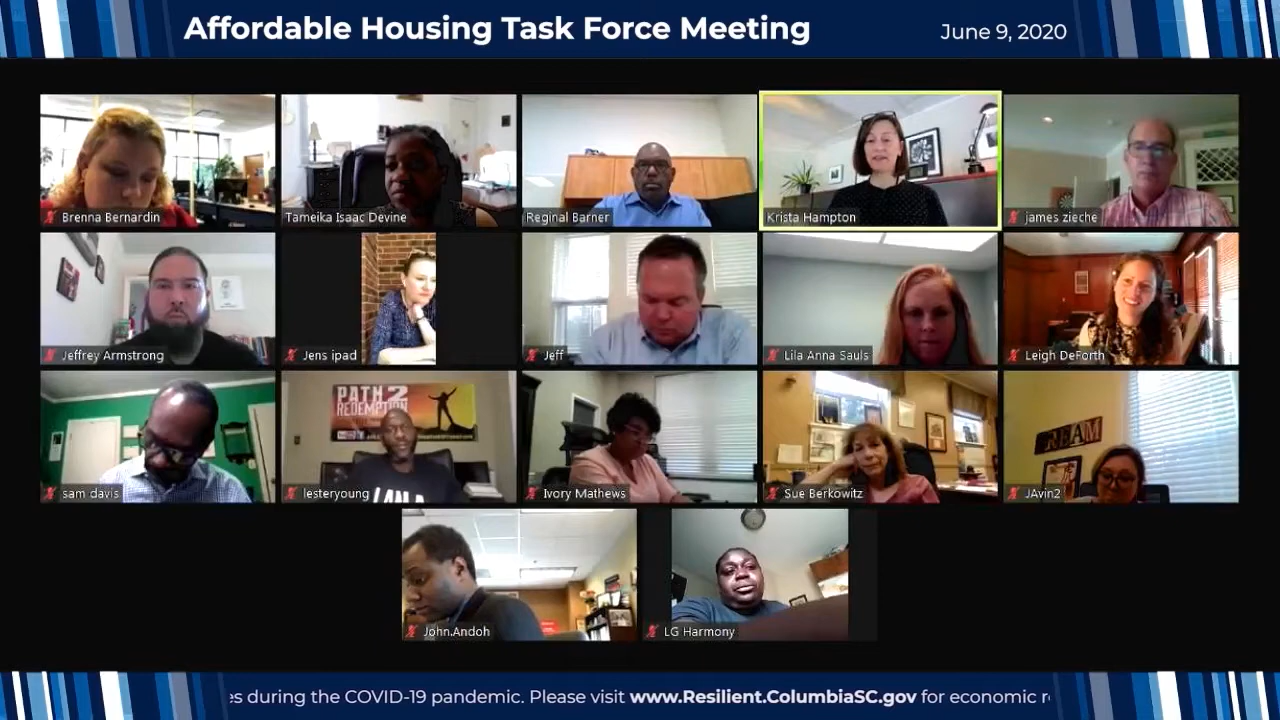 Affordable Housing Task Force Meeting
June 9, 2020
Brenna Bernardin
Tameika Isaac Devine
Reginal Barner
Krista Hampton
james zieche
Jeffrey Armstrong
Jens ipad
Jeff
Lila Anna Sauls
Leigh DeForth
PATH 2
REDEMPTION
sam davis
lesteryoung
Ivory Mathews
Sue Berkowitz
JAvin2
John.Andoh
LG Harmony
es during the COVID-19 pandemic. Please visit www.Resilient.ColumbiaSC.gov for economic r